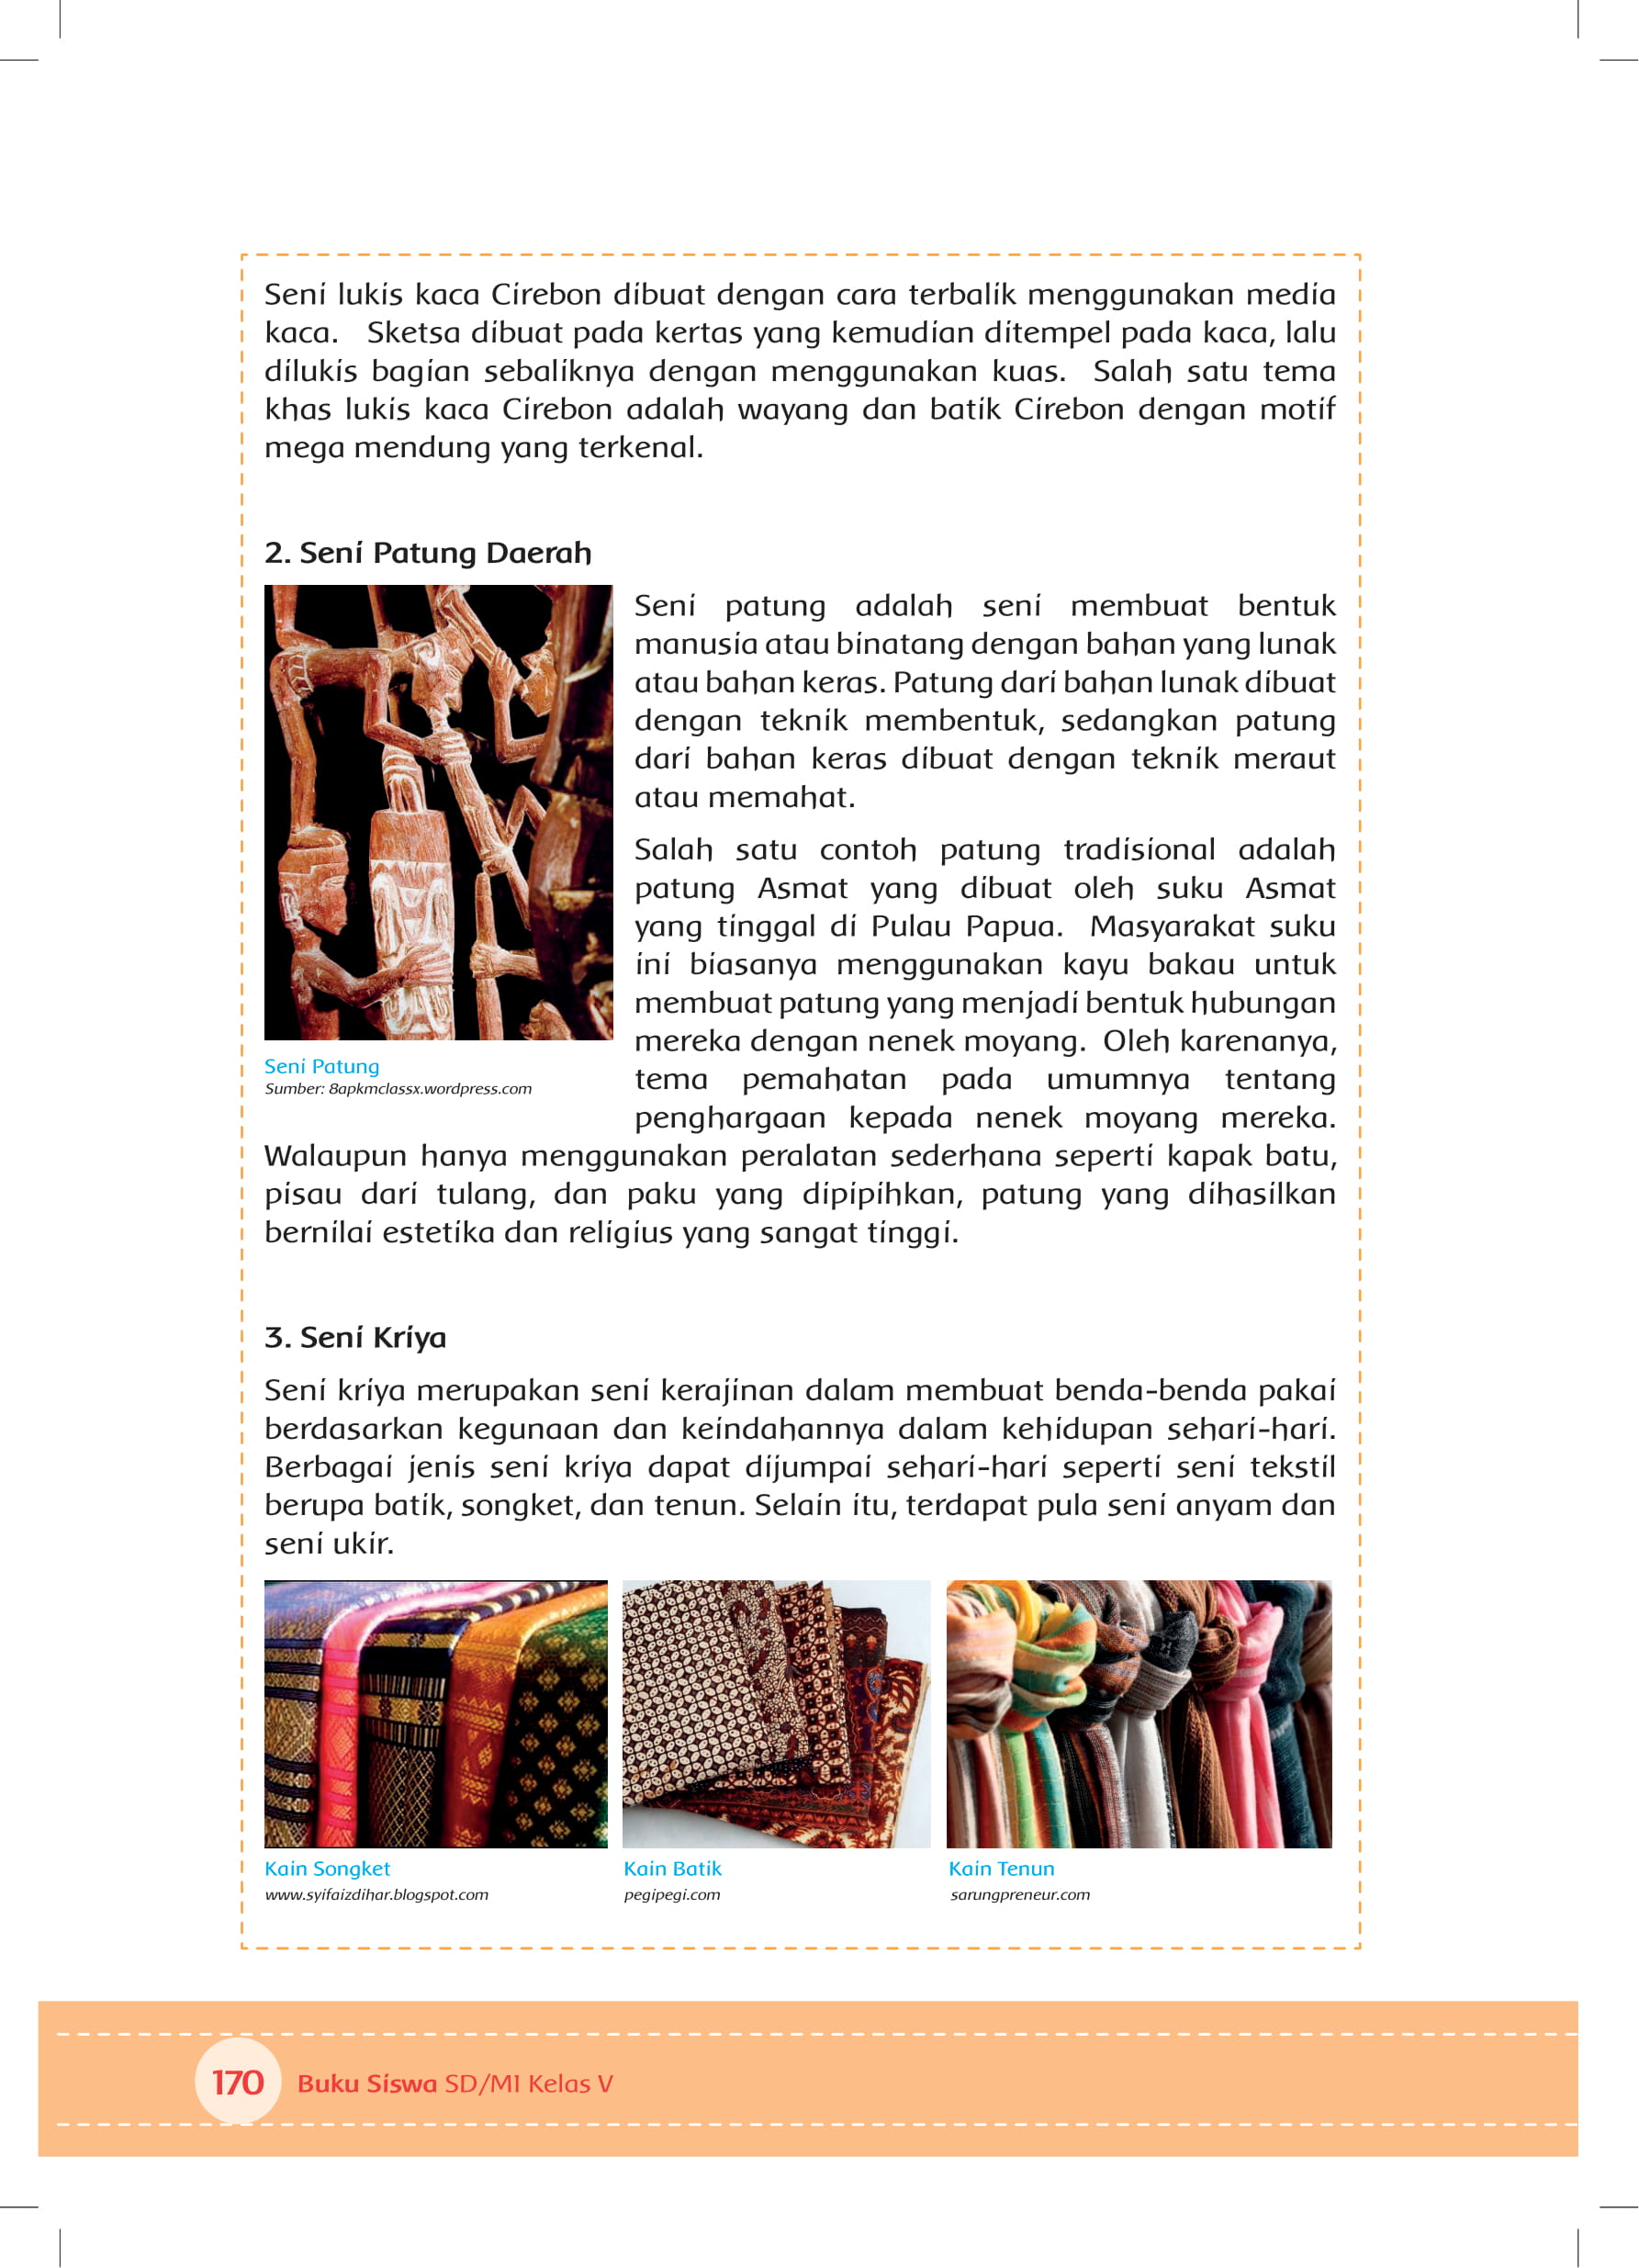 Seni lukis kaca Cirebon dibuat dengan cara terbalik menggunakan media
kaca. Sketsa dibuat pada kertas yang kemudian ditempel pada kaca, lalu
dilukis bagian sebaliknya dengan menggunakan kuas. Salah satu tema
khas lukis kaca Cirebon adalah wayang dan batik Cirebon dengan motif
mega mendung yang terkenal.
2. Seni Patung Daerah
Seni patung adalah seni membuat bentuk
manusia atau binatang dengan bahan yang lunak
atau bahan keras. Patung dari bahan lunak dibuat
dengan teknik membentuk, sedangkan patung
dari bahan keras dibuat dengan teknik meraut
atau memahat.
Salah satu contoh patung tradisional adalah
patung Asmat yang dibuat oleh suku Asmat
yang tinggal di Pulau Papua. Masyarakat suku
ini biasanya menggunakan kayu bakau untuk
membuat patung yang menjadi bentuk hubungan
mereka dengan nenek moyang. Oleh karenanya,
tema pemahatan pada umumnya tentang
penghargaan kepada nenek moyang mereka.
Walaupun hanya menggunakan peralatan sederhana seperti kapak batu,
pisau dari tulang, dan paku yang dipipihkan, patung yang dihasilkan
bernilai estetika dan religius yang sangat tinggi.
Seni Patung
Sumber: 8apkmclassx.wordpress.com
3. Seni Kriya
Seni kriya merupakan seni kerajinan dalam membuat benda-benda pakai
berdasarkan kegunaan dan keindahannya dalam kehidupan sehari-hari.
Berbagai jenis seni kriya dapat dijumpai sehari-hari seperti seni tekstil
berupa batik, songket, dan tenun. Selain itu, terdapat pula seni anyam dan
seni ukir.
Kain Songket
www.syifaizdihar.blogspot.com
Kain Batik
pegipegi.com
Kain Tenun
sarungpreneur.com
170 Buku Siswa SD/MI Kelas V